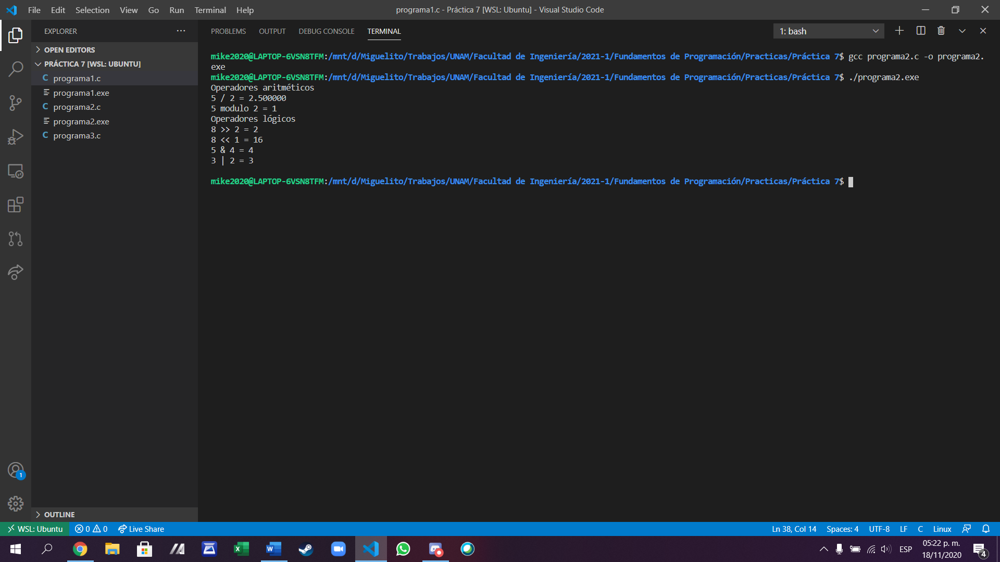 File Edit Selection View Go Run Terminal Help
programa1.c - Práctica 7 [WSL: Ubuntu] - Visual Studio Code
EXPLORER
PROBLEMS OUTPUT DEBUG CONSOLE TERMINAL
1: bash
OPEN EDITORS
PRÁCTICA 7 [WSL: UBUNTU]
C programa1.c
programa1.exe
C programa2.c
programa2.exe
C programa3.c
mike2020@LAPTOP-6VSN8TFM:/mnt/d/Miguelito/Trabajos/UNAM/Facultad de Ingeniería/2021-1/Fundamentos de Programación/Practicas/Práctica 7$ gcc programa2.c -o programa2.
exe
mike2020@LAPTOP-6VSN8TFM:/mnt/d/Miguelito/Trabajos/UNAM/Facultad de Ingeniería/2021-1/Fundamentos de Programación/Practicas/Práctica 7$ ./programa2.exe
Operadores aritméticos
5 / 2 = 2.500000
5 modulo 2 = 1
Operadores lógicos
8 >> 2 = 2
8 << 1 = 16
5 & 4 = 4
3 | 2 = 3
mike2020@LAPTOP-6VSN8TFM:/mnt/d/Miguelito/Trabajos/UNAM/Facultad de Ingeniería/2021-1/Fundamentos de Programación/Practicas/Práctica 7$
1
OUTLINE
WSL: Ubuntu 0 0 Live Share
Ln 38, Col 14 Spaces: 4 UTF-8 LF C Linux
ESP
05:22 p. m.
18/11/2020
4